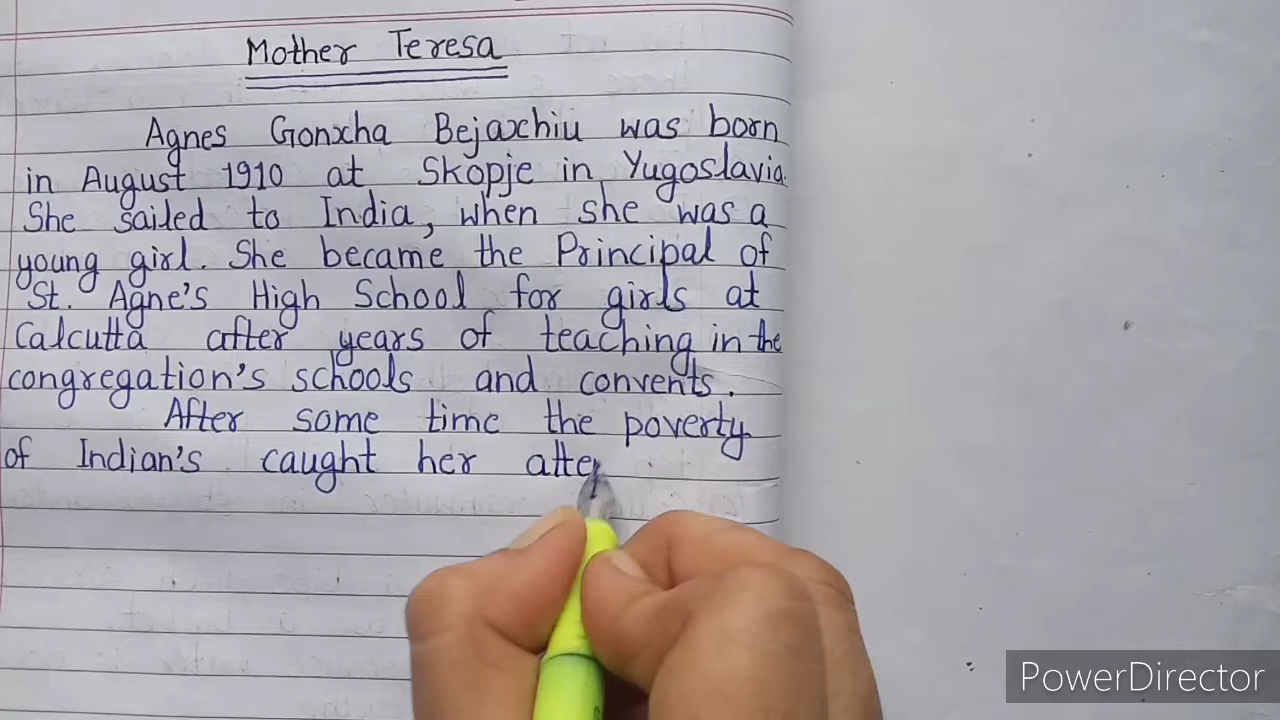 Mother Teresa
Agnes Gonxha Bejaxhiu was born
in August 1910 at Skopje in Yugoslavia.
She sailed to India, when she was a
young girl. She became the Principal of
St. Agne's High School for girls at
Calcutta after years of teaching in the
congregation's schools and convents.
After some time the poverty
of Indian's caught her atte
PowerDirector